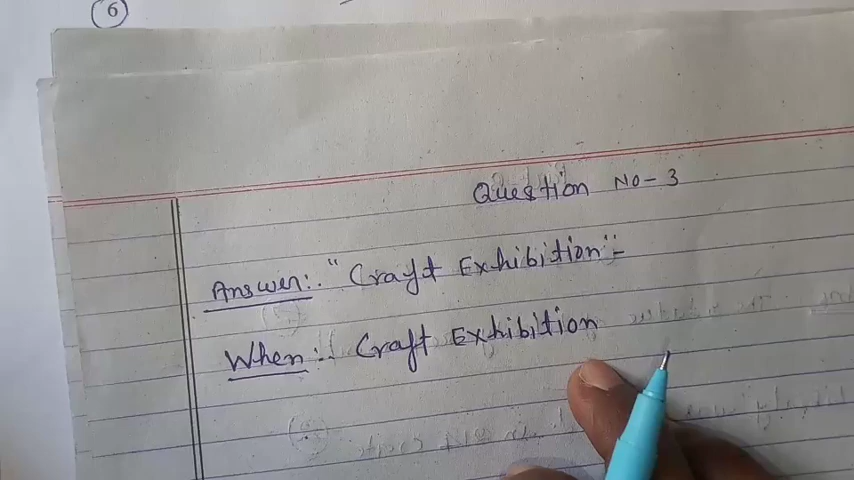 6
Question No-3
Answer:. "Craft Exhibition":-
When:. Craft Exhibition